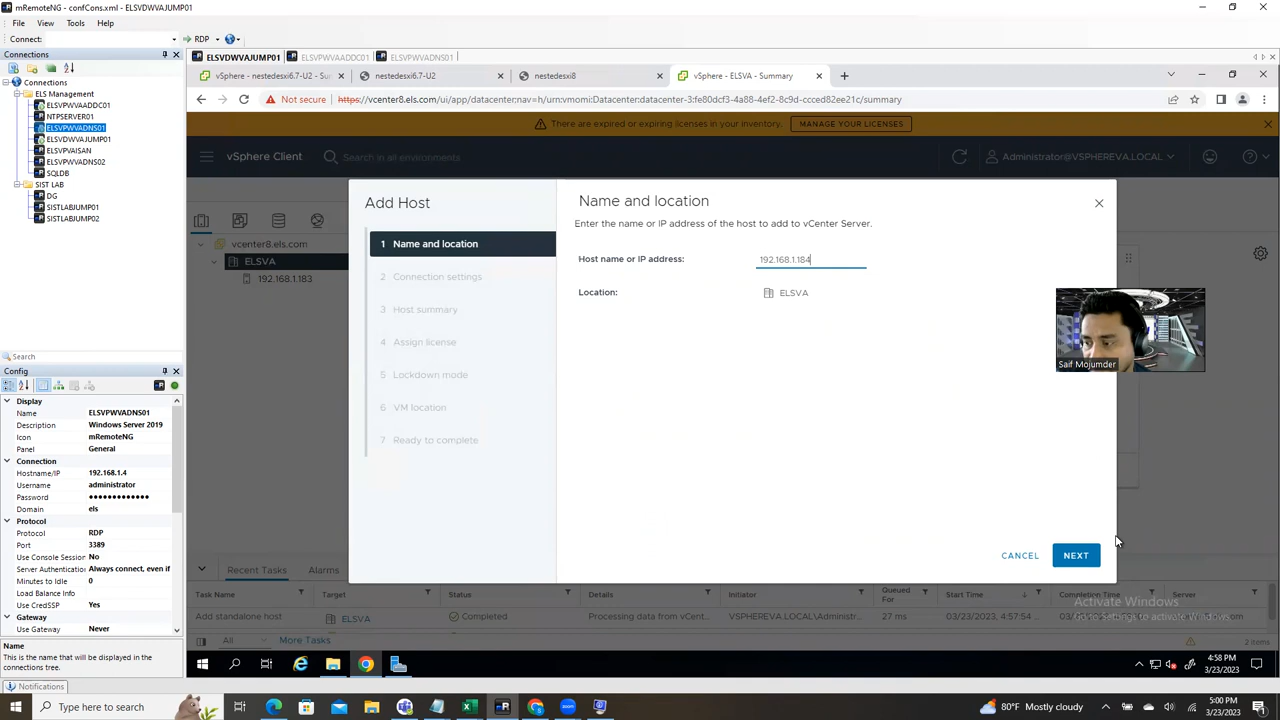 mRemoteNG - confCons.xml - ELSVDWVAJUMP01
File View Tools Help
Connect: RDP
Connections
Connections
ELS Management
ELSVPWVAADDC01
NTPSERVER01
ELSVPWVADNS01
ELSVDWVAJUMP01
ELSVPVAISAN
ELSVPWVADNS02
SQLDB
SIST LAB
DG
SISTLABJUMP01
SISTLABJUMP02
Search
Config
Display
Name ELSVPWVADNS01
Description Windows Server 2019
Icon mRemoteNG
Panel General
Connection
Hostname/IP 192.168.1.4
Username administrator
Password ●●●●●●●●●●●●●
Domain els
Protocol
Protocol RDP
Port 3389
Use Console Session No
Server Authentication Always connect, even if
Minutes to Idle 0
Load Balance Info
Use CredSSP Yes
Gateway
Use Gateway Never
Name
This is the name that will be displayed in the
connections tree.
Notifications
ELSVDWVAJUMP01 ELSVPWVAADDC01 ELSVPWVADNS01
vSphere - nestedesxi6.7-U2 - Sum nestedesxi6.7-U2 nestedesxi8 vSphere - ELSVA - Summary
Not secure https://vcenter8.els.com/ui/app/datacenter;nav=h/urn:vmomi:Datacenter:datacenter-3:fe80dcf3-4a88-4ef2-8c9d-ccced82ee21c/summary
There are expired or expiring licenses in your inventory. MANAGE YOUR LICENSES
vSphere Client Search in all environments Administrator@VSPHEREVA.LOCAL
vcenter8.els.com
ELSVA
192.168.1.183
Add Host
1 Name and location
2 Connection settings
3 Host summary
4 Assign license
5 Lockdown mode
6 VM location
7 Ready to complete
Name and location
Enter the name or IP address of the host to add to vCenter Server.
Host name or IP address: 192.168.1.184
Location: ELSVA
CANCEL NEXT
Saif Mojumder
Recent Tasks Alarms
Task Name Target Status Details Initiator Queued For Start Time Completion Time Server
Add standalone host ELSVA Completed Processing data from vCent... VSPHEREVA.LOCAL\Administr... 27 ms 03/23/2023, 4:57:54 03/23/2023, 4:
All More Tasks 2 items
Activate Windows
Go to Settings to activate Windows.
4:58 PM
3/23/2023
Type here to search
80°F Mostly cloudy
5:00 PM
3/23/2023